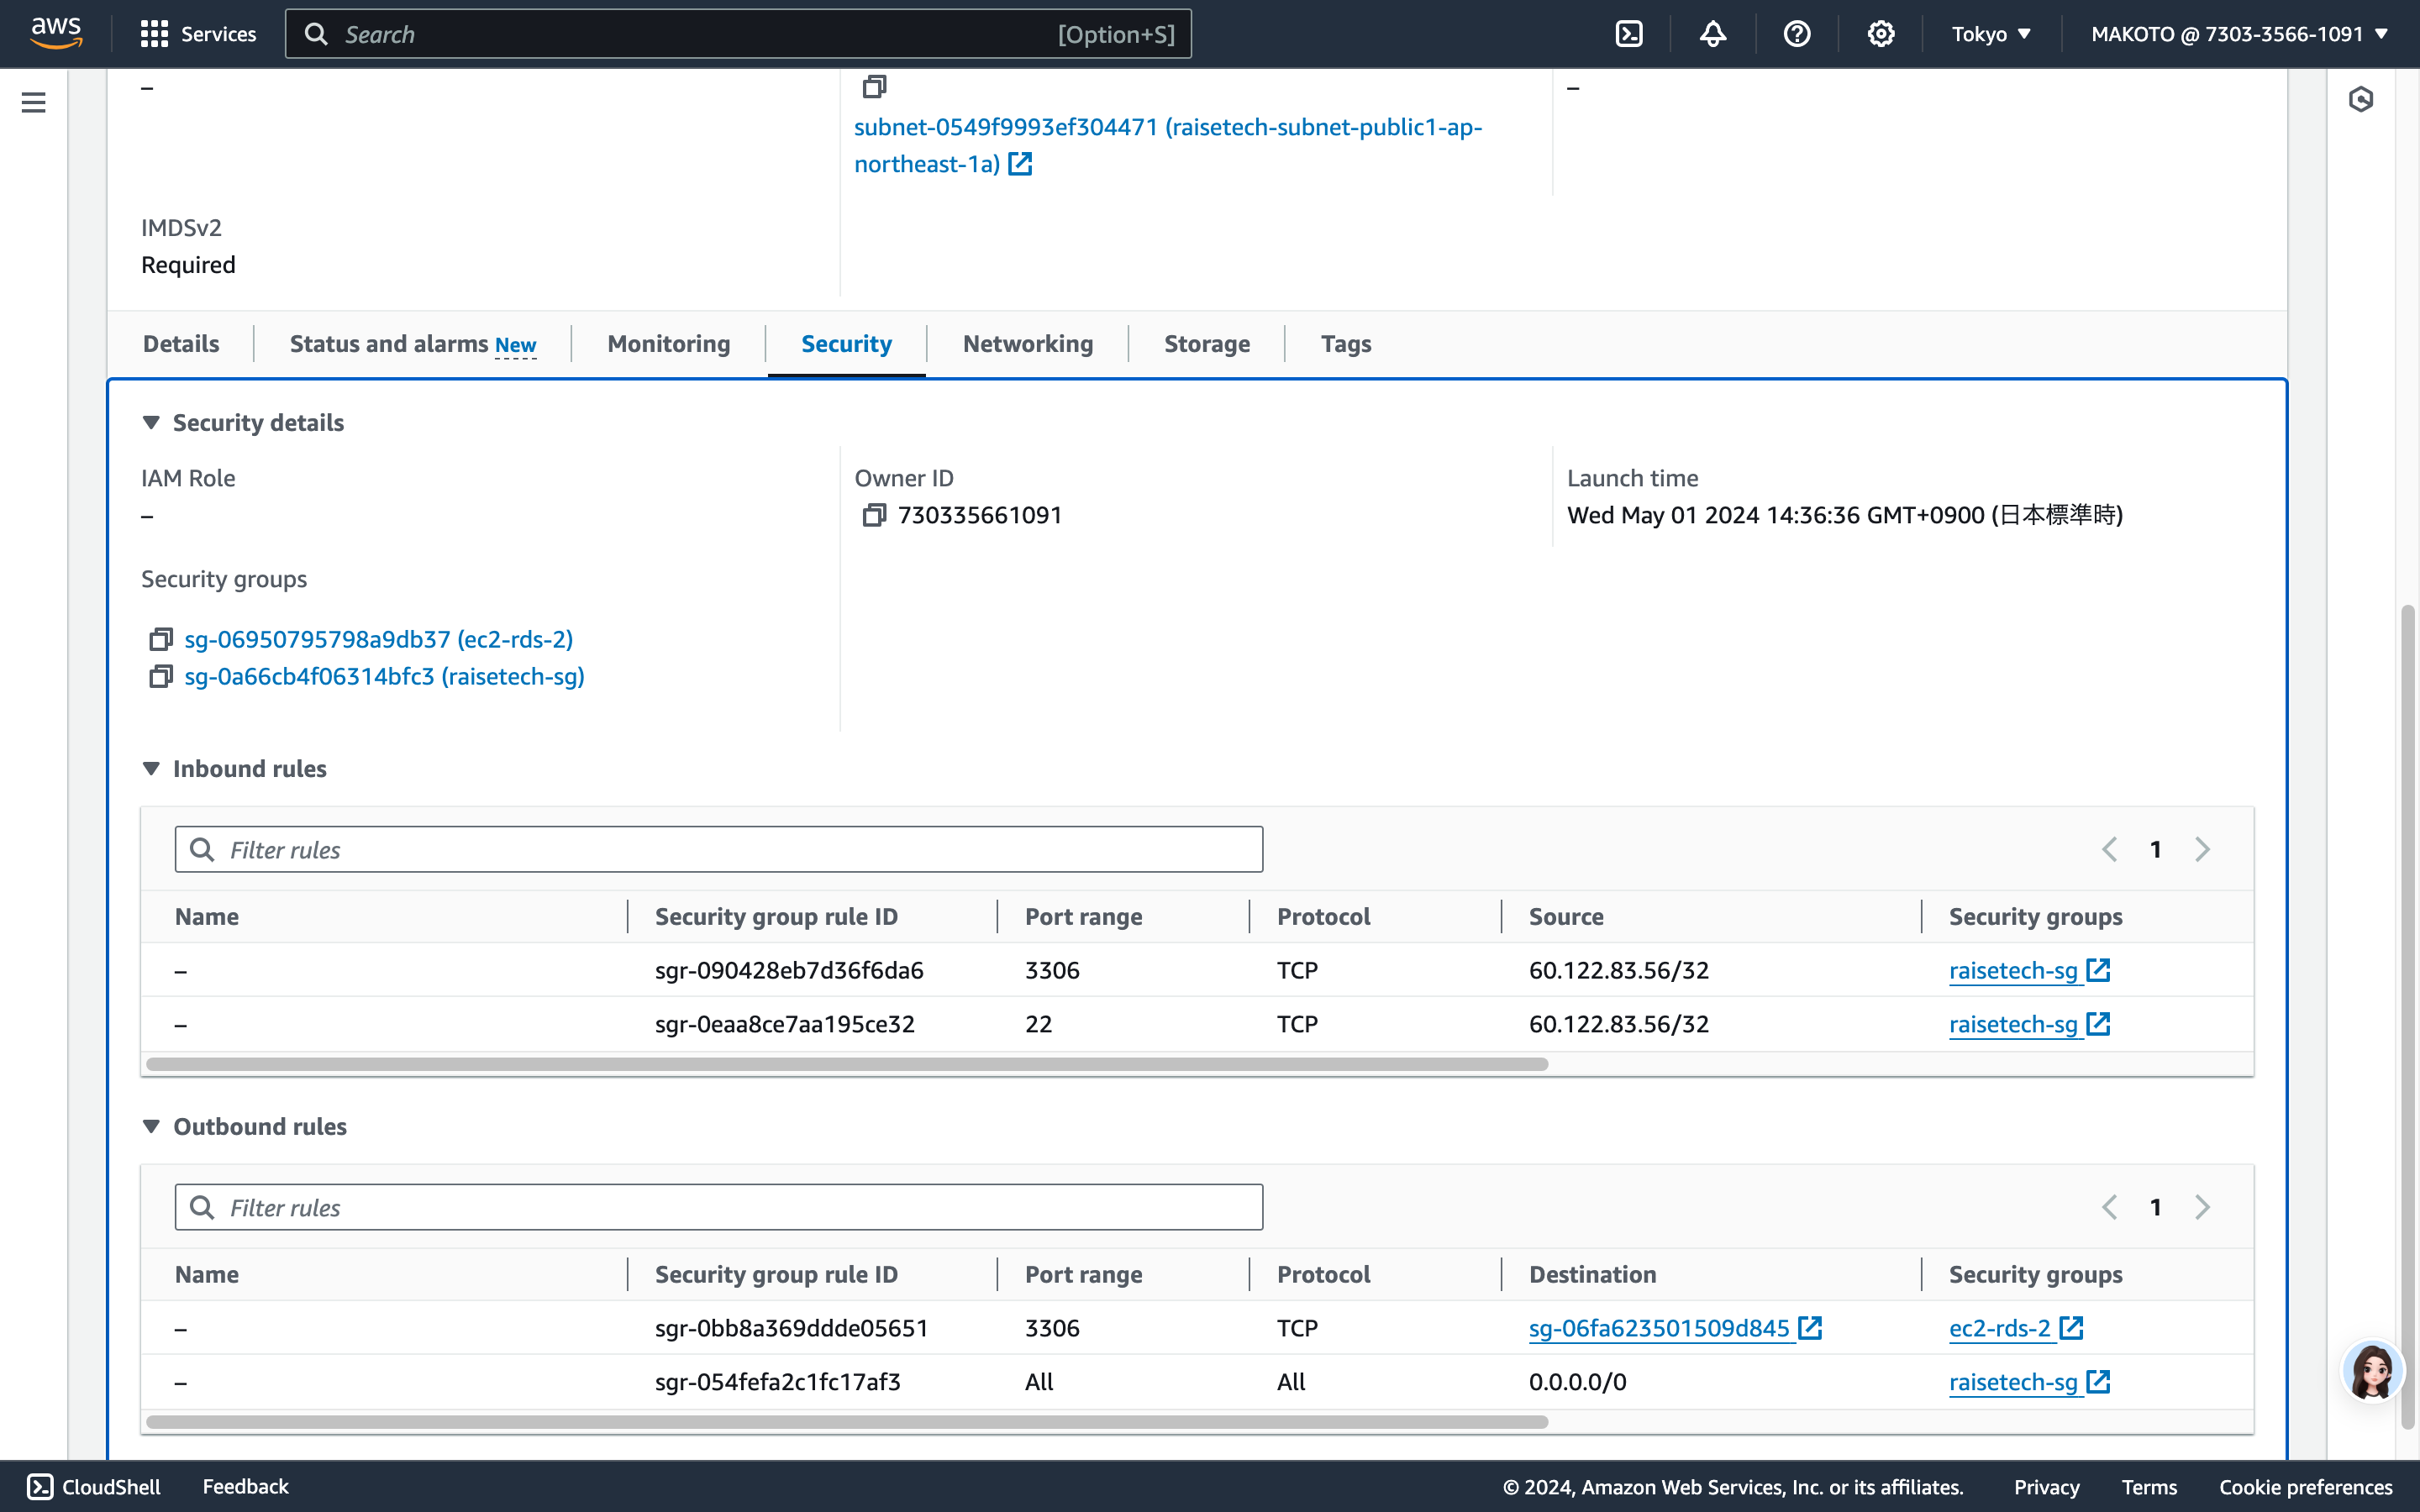 aws
Services
Search
[Option+S]
Tokyo
MAKOTO @ 7303-3566-1091
–
subnet-0549f9993ef304471 (raisetech-subnet-public1-ap-
northeast-1a)
–
IMDSv2
Required
Details
Status and alarms New
Monitoring
Security
Networking
Storage
Tags
Security details
IAM Role
–
Owner ID
730335661091
Launch time
Wed May 01 2024 14:36:36 GMT+0900 (日本標準時)
Security groups
sg-06950795798a9db37 (ec2-rds-2)
sg-0a66cb4f06314bfc3 (raisetech-sg)
Inbound rules
Filter rules
1
Name Security group rule ID Port range Protocol Source Security groups
– sgr-090428eb7d36f6da6 3306 TCP 60.122.83.56/32 raisetech-sg
– sgr-0eaa8ce7aa195ce32 22 TCP 60.122.83.56/32 raisetech-sg
Outbound rules
Filter rules
1
Name Security group rule ID Port range Protocol Destination Security groups
– sgr-0bb8a369ddde05651 3306 TCP sg-06fa623501509d845 ec2-rds-2
– sgr-054fefa2c1fc17af3 All All 0.0.0.0/0 raisetech-sg
CloudShell
Feedback
© 2024, Amazon Web Services, Inc. or its affiliates.
Privacy
Terms
Cookie preferences